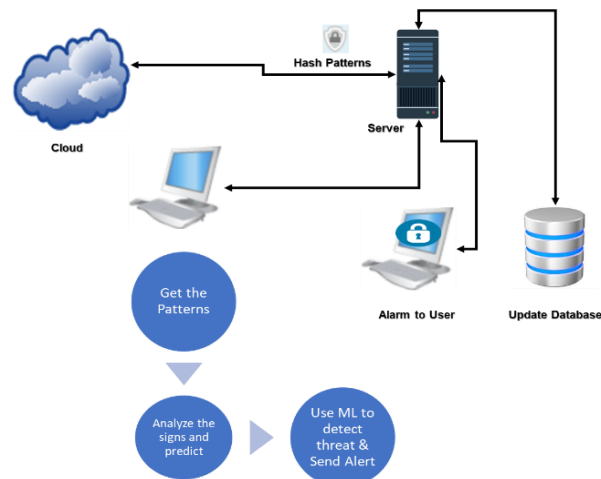 Hash Patterns
Server
Cloud
Alarm to User
Update Database
Get the
Patterns
Analyze the
signs and
predict
Use ML to
detect
threat &
Send Alert